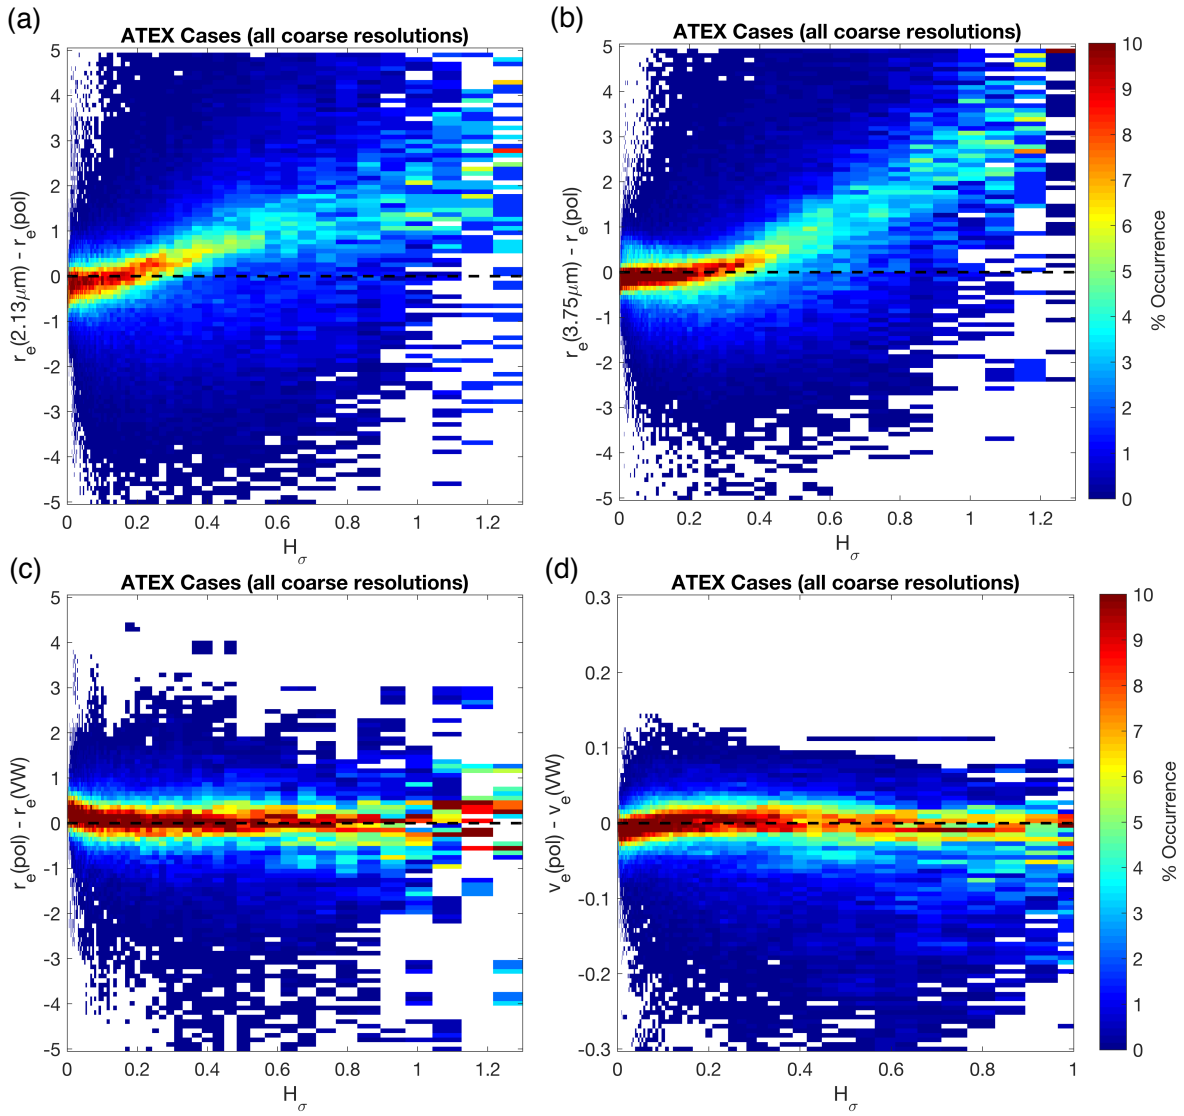 (a)
ATEX Cases (all coarse resolutions)
5
4
3
2
1
0
-1
-2
-3
-4
-5
r_e(2.13μm) - r_e(pol)
0 0.2 0.4 0.6 0.8 1 1.2
H_σ
(b)
ATEX Cases (all coarse resolutions)
5
4
3
2
1
0
-1
-2
-3
-4
-5
r_e(3.75μm) - r_e(pol)
0 0.2 0.4 0.6 0.8 1 1.2
H_σ
10
9
8
7
6
5
4
3
2
1
0
% Occurrence
(c)
ATEX Cases (all coarse resolutions)
5
4
3
2
1
0
-1
-2
-3
-4
5
r_e(pol) - r_e(VW)
0 0.2 0.4 0.6 0.8 1 1.2
H_σ
(d)
ATEX Cases (all coarse resolutions)
0.3
0.2
0.1
0
-0.1
-0.2
-0.3
v_e(pol) - v_e(VW)
0 0.2 0.4 0.6 0.8 1
H_σ
10
9
8
7
6
5
4
3
2
1
0
% Occurrence